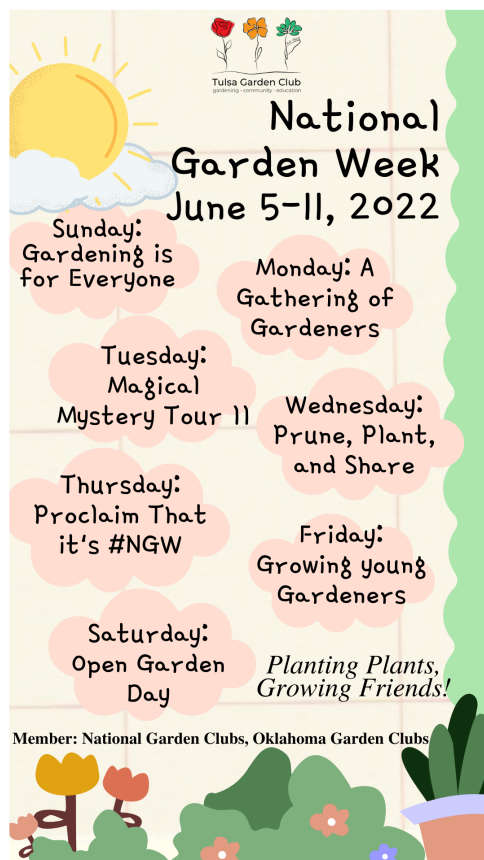 Tulsa Garden Club
gardening - community - education
National
Garden Week
June 5-11, 2022
Sunday:
Gardening is
for Everyone
Monday: A
Gathering of
Gardeners
Tuesday:
Magical
Mystery Tour 11
Wednesday:
Prune, Plant,
and Share
Thursday:
Proclaim That
it's #NGW
Friday:
Growing young
Gardeners
Saturday:
Open Garden
Day
Planting Plants,
Growing Friends!
Member: National Garden Clubs, Oklahoma Garden Clubs